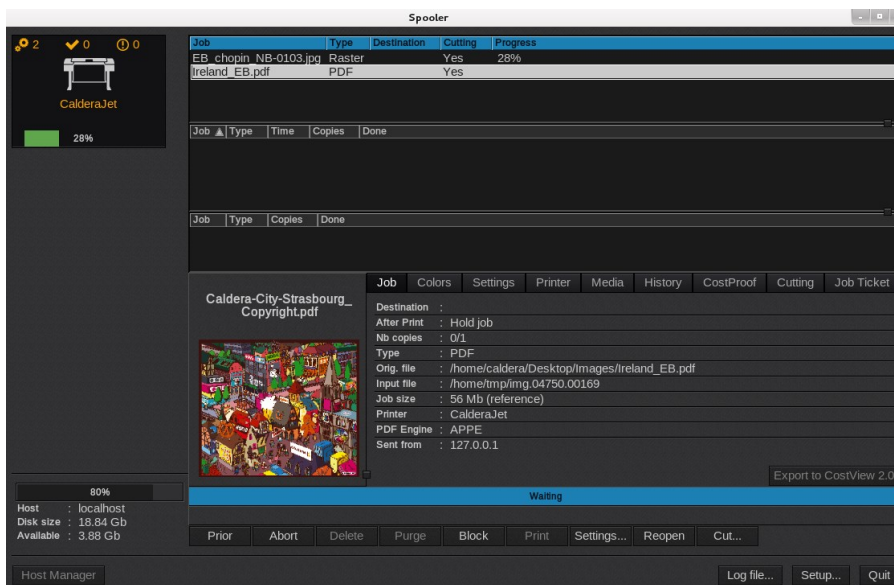 Spooler
2 0 0
CalderaJet
28%
Job Type Destination Cutting Progress
EB_chopin_NB-0103.jpg Raster Yes 28%
Ireland_EB.pdf PDF Yes
Job Type Time Copies Done
Job Type Copies Done
Caldera-City-Strasbourg_
Copyright.pdf
Job Colors Settings Printer Media History CostProof Cutting Job Ticket
Destination :
After Print : Hold job
Nb copies : 0/1
Type : PDF
Orig. file : /home/caldera/Desktop/Images/Ireland_EB.pdf
Input file : /home/tmp/img.04750.00169
Job size : 56 Mb (reference)
Printer : CalderaJet
PDF Engine : APPE
Sent from : 127.0.0.1
Export to CostView 2.0
80%
Host : localhost
Disk size : 18.84 Gb
Available : 3.88 Gb
Waiting
Prior Abort Delete Purge Block Print Settings... Reopen Cut...
Host Manager Log file... Setup... Quit